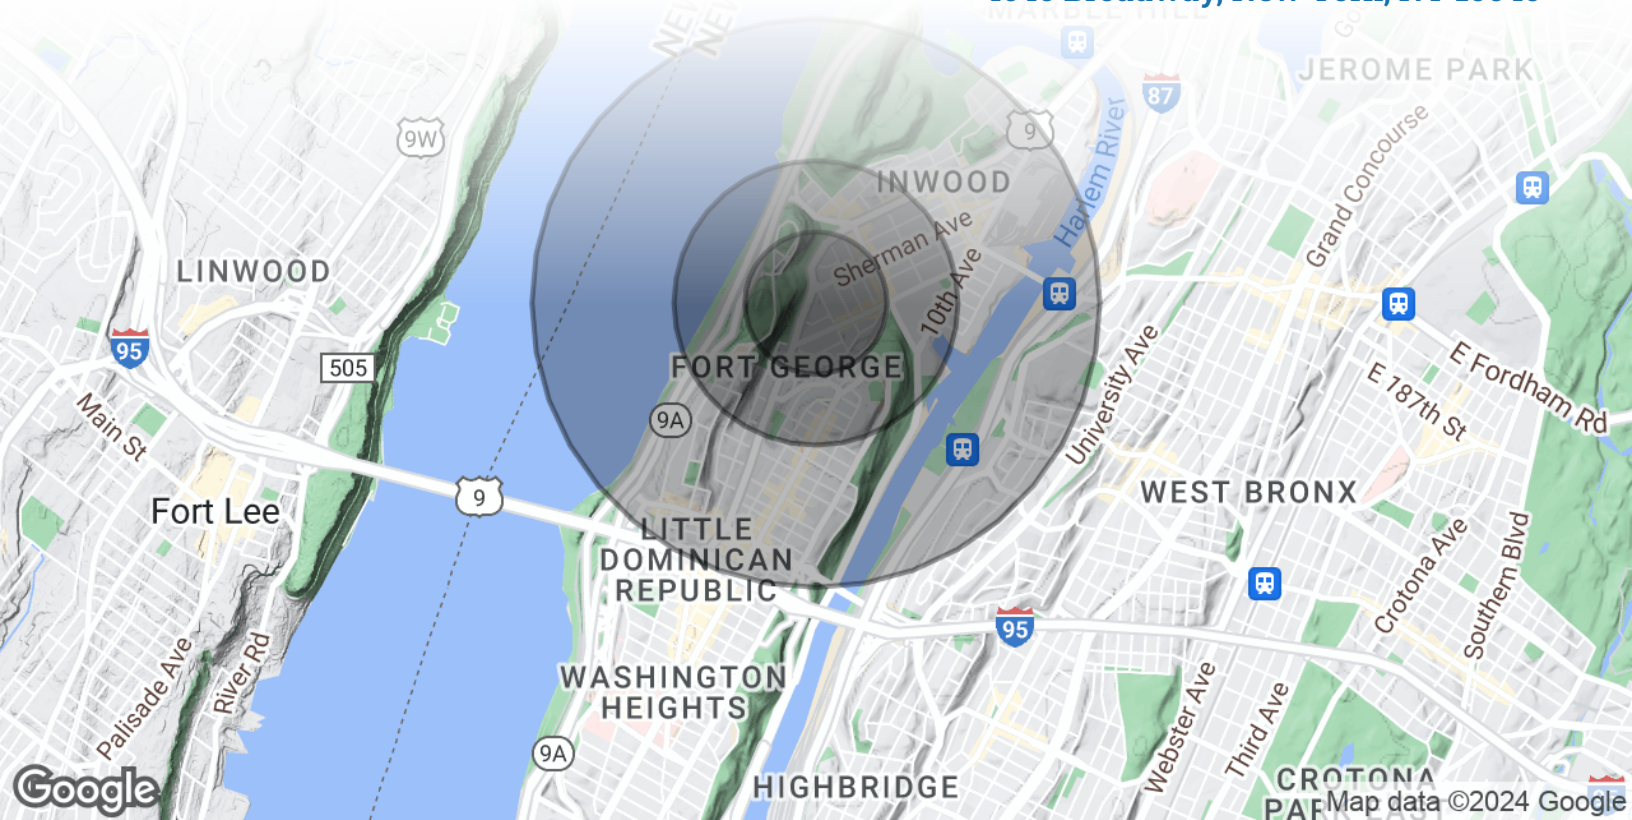 MARBLE HILL
NEW
NEW
JEROME PARK
87
9W
9
Harlem River
Grand Concourse
INWOOD
Sherman Ave
LINWOOD
10th Ave
95
505
FORT GEORGE
University Ave
E Fordham Rd
E 187th St
Main St
9A
9
Fort Lee
WEST BRONX
LITTLE
DOMINICAN
REPUBLIC
Crotona Ave
Southern Blvd
95
Palisade Ave
River Rd
WASHINGTON
HEIGHTS
Webster Ave
Third Ave
9A
HIGHBRIDGE
CROTONA
Google
Map data ©2024 Google